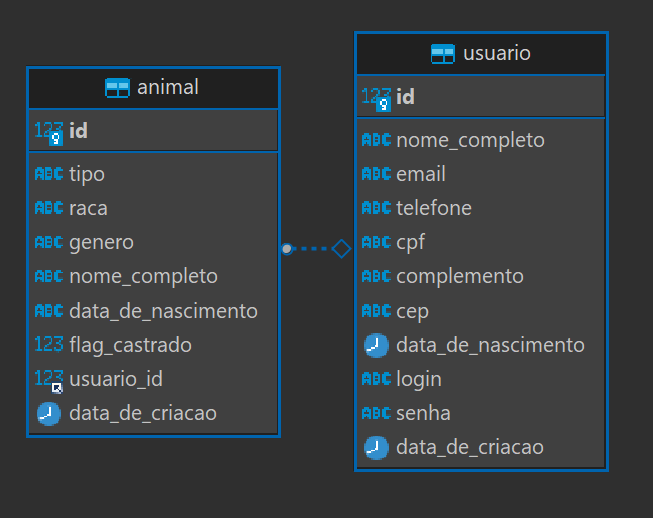 animal
123 id
ABC tipo
ABC raca
ABC genero
ABC nome_completo
ABC data_de_nascimento
123 flag_castrado
123 usuario_id
data_de_criacao
usuario
123 id
ABC nome_completo
ABC email
ABC telefone
ABC cpf
ABC complemento
ABC cep
data_de_nascimento
ABC login
ABC senha
data_de_criacao